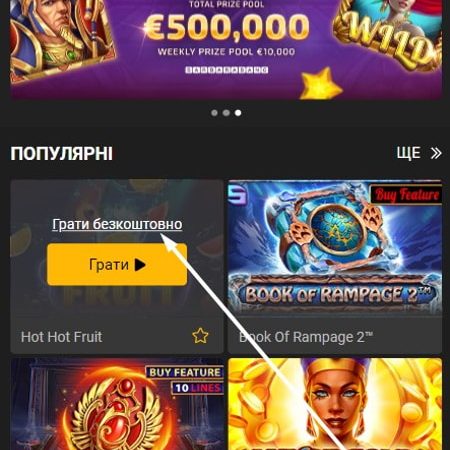 TOTAL PRIZE POOL
€500,000
WEEKLY PRIZE POOL €10,000
BARBARABANG
WILD
ПОПУЛЯРНІ
ЩЕ
Грати безкоштовно
Buy Feature
Грати
BOOK OF RAMPAGE 2™
Hot Hot Fruit
Book Of Rampage 2™
BUY FEATURE
10 LINES